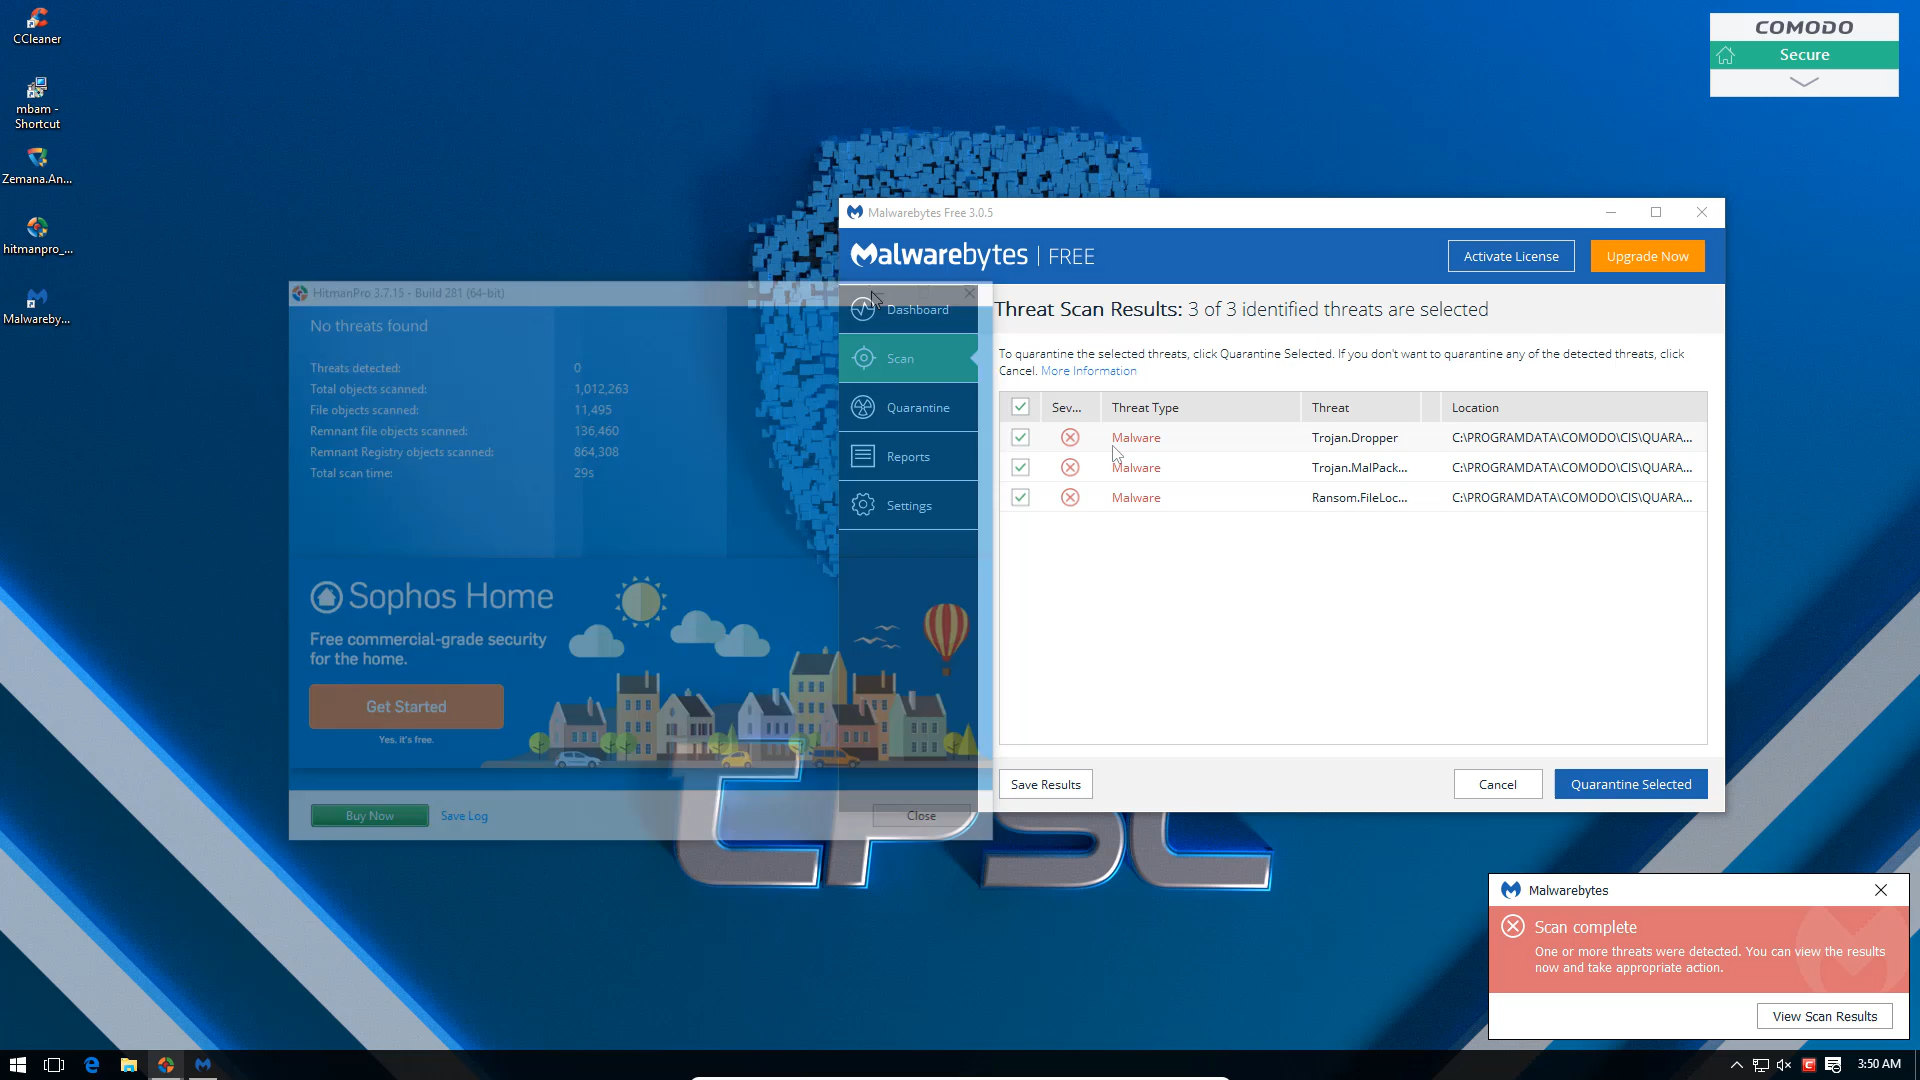 CCleaner
mbam -
Shortcut
Zemana.An...
hitmanpro_...
Malwareby...
COMODO
Secure
HitmanPro 3.7.15 - Build 281 (64-bit)
No threats found
Threats detected: 0
Total objects scanned: 1,012,263
File objects scanned: 11,495
Remnant file objects scanned: 136,460
Remnant Registry objects scanned: 864,308
Total scan time: 29s
Sophos Home
Free commercial-grade security
for the home.
Get Started
Yes, it's free.
Buy Now
Save Log
Close
Malwarebytes Free 3.0.5
Malwarebytes | FREE
Activate License
Upgrade Now
Dashboard
Scan
Quarantine
Reports
Settings
Threat Scan Results: 3 of 3 identified threats are selected
To quarantine the selected threats, click Quarantine Selected. If you don't want to quarantine any of the detected threats, click
Cancel. More Information
Sev... Threat Type Threat Location
Malware Trojan.Dropper C:\PROGRAMDATA\COMODO\CIS\QUARA...
Malware Trojan.MalPack... C:\PROGRAMDATA\COMODO\CIS\QUARA...
Malware Ransom.FileLoc... C:\PROGRAMDATA\COMODO\CIS\QUARA...
Save Results
Cancel
Quarantine Selected
CPSC
Malwarebytes
Scan complete
One or more threats were detected. You can view the results
now and take appropriate action.
View Scan Results
3:50 AM